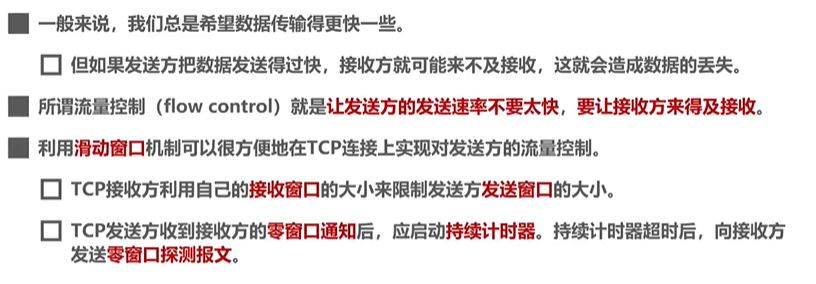 一般来说，我们总是希望数据传输得更快一些。
但如果发送方把数据发送得过快，接收方就可能来不及接收，这就会造成数据的丢失。
所谓流量控制（flow control）就是让发送方的发送速率不要太快，要让接收方来得及接收。
利用滑动窗口机制可以很方便地在TCP连接上实现对发送方的流量控制。
TCP接收方利用自己的接收窗口的大小来限制发送方发送窗口的大小。
TCP发送方收到接收方的零窗口通知后，应启动持续计时器。持续计时器超时后，向接收方
发送零窗口探测报文。